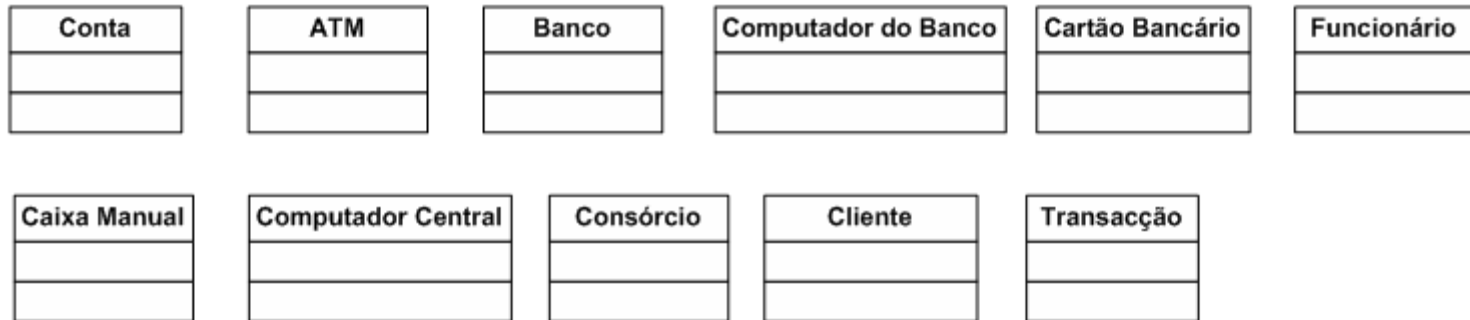 Conta ATM Banco Computador do Banco Cartão Bancário Funcionário
Caixa Manual Computador Central Consórcio Cliente Transacção